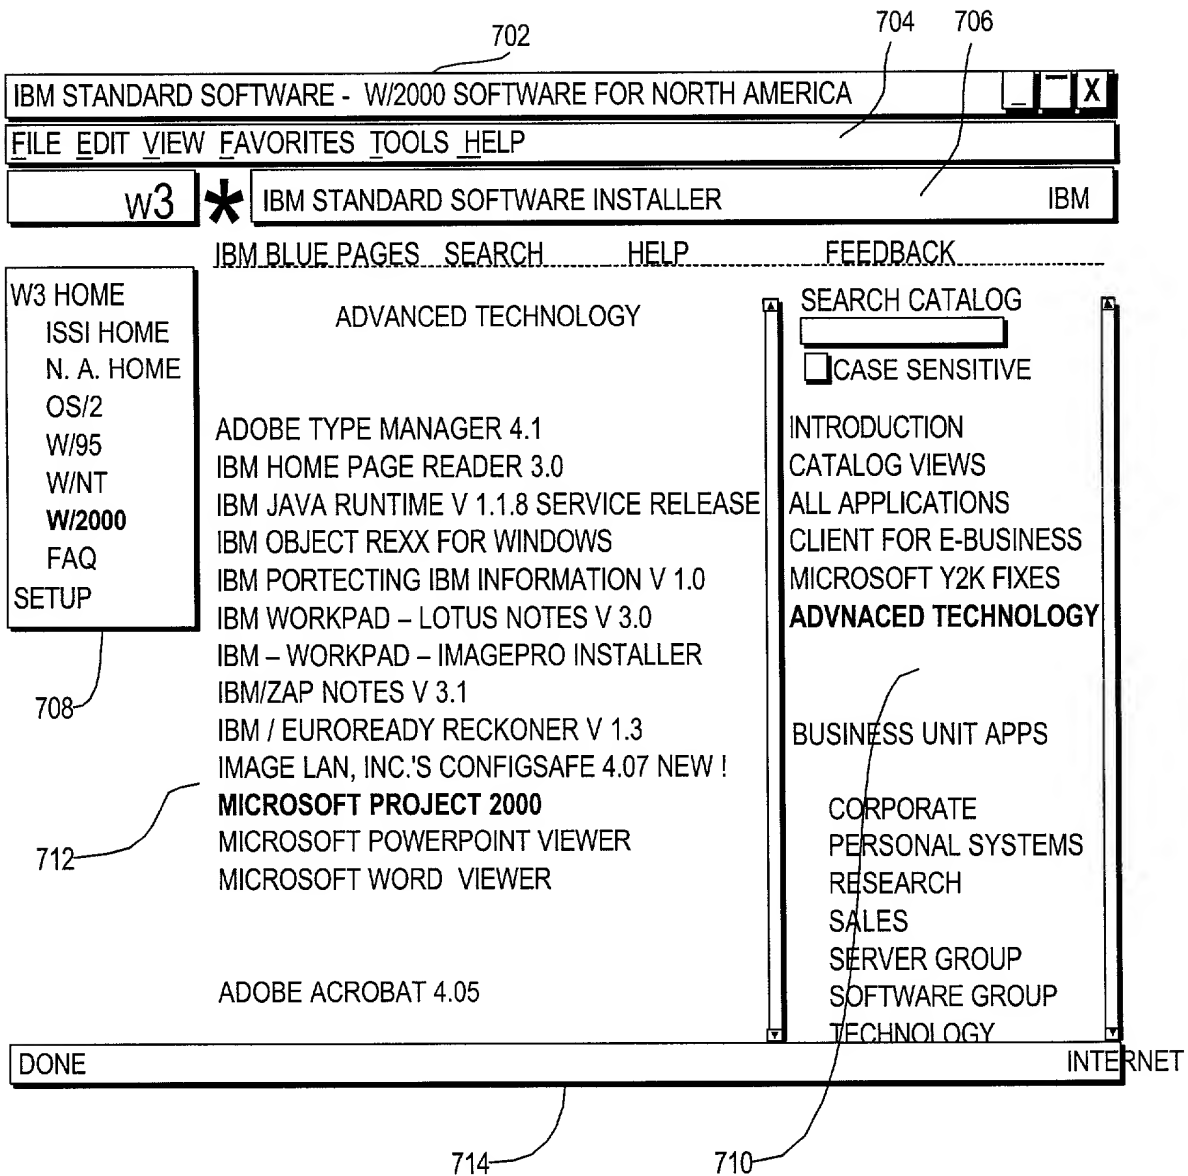 702
704
706
IBM STANDARD SOFTWARE - W/2000 SOFTWARE FOR NORTH AMERICA _ X
FILE EDIT VIEW FAVORITES TOOLS HELP
W3 * IBM STANDARD SOFTWARE INSTALLER IBM
IBM BLUE PAGES SEARCH HELP FEEDBACK
W3 HOME
ISSI HOME
N. A. HOME
OS/2
W/95
W/NT
W/2000
FAQ
SETUP
708
ADVANCED TECHNOLOGY
ADOBE TYPE MANAGER 4.1
IBM HOME PAGE READER 3.0
IBM JAVA RUNTIME V 1.1.8 SERVICE RELEASE
IBM OBJECT REXX FOR WINDOWS
IBM PORTECTING IBM INFORMATION V 1.0
IBM WORKPAD – LOTUS NOTES V 3.0
IBM – WORKPAD – IMAGEPRO INSTALLER
IBM/ZAP NOTES V 3.1
IBM / EUROREADY RECKONER V 1.3
IMAGE LAN, INC.'S CONFIGSAFE 4.07 NEW !
MICROSOFT PROJECT 2000
MICROSOFT POWERPOINT VIEWER
MICROSOFT WORD VIEWER
ADOBE ACROBAT 4.05
712
SEARCH CATALOG
CASE SENSITIVE
INTRODUCTION
CATALOG VIEWS
ALL APPLICATIONS
CLIENT FOR E-BUSINESS
MICROSOFT Y2K FIXES
ADVNACED TECHNOLOGY
BUSINESS UNIT APPS
CORPORATE
PERSONAL SYSTEMS
RESEARCH
SALES
SERVER GROUP
SOFTWARE GROUP
TECHNOLOGY
DONE INTERNET
714
710